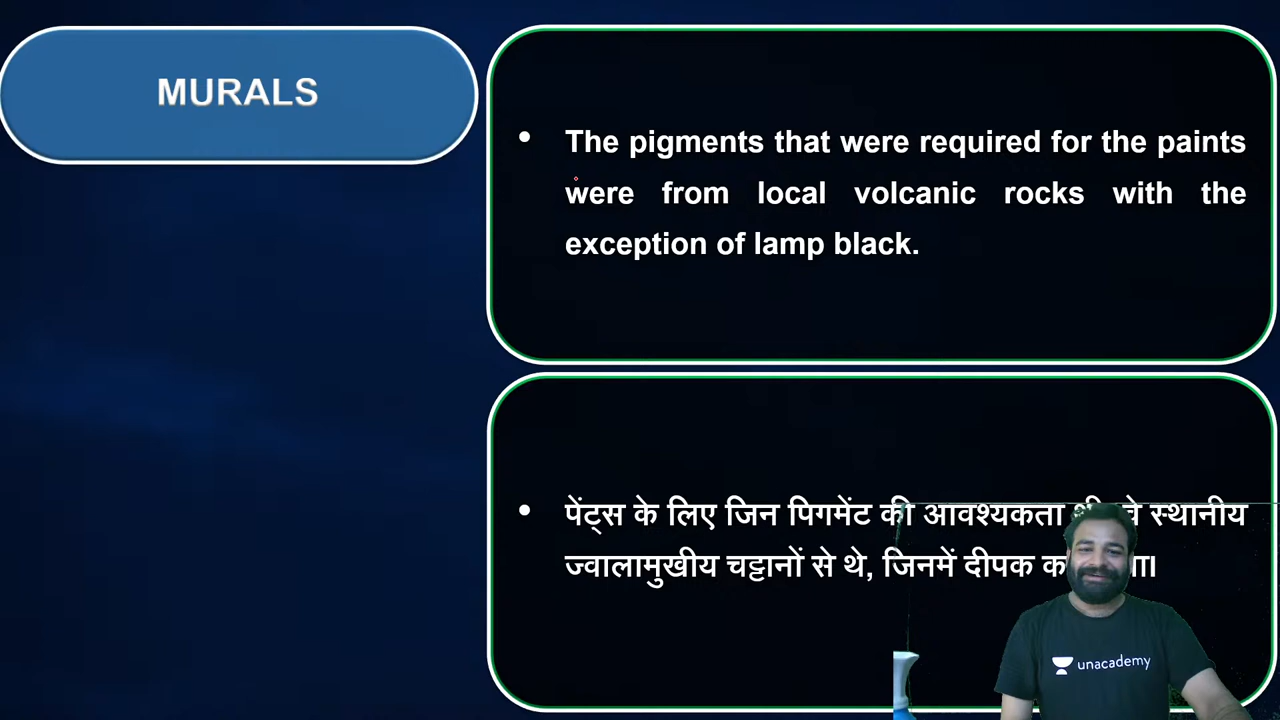 MURALS
• The pigments that were required for the paints
were from local volcanic rocks with the
exception of lamp black.
• पेंट्स के लिए जिन पिगमेंट की आवश्यकता वे स्थानीय
ज्वालामुखीय चट्टानों से थे, जिनमें दीपक
unacademy